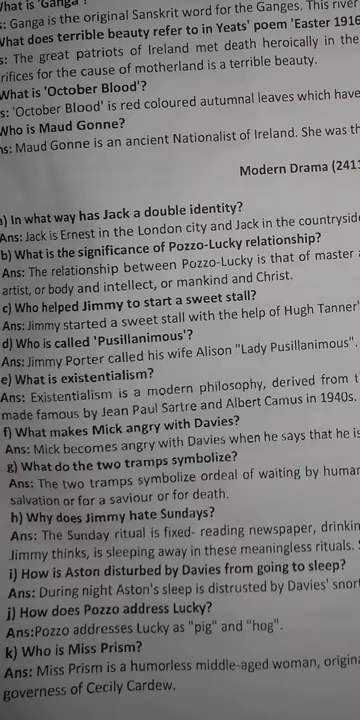 What is 'Ganga'?
s: Ganga is the original Sanskrit word for the Ganges. This river
What does terrible beauty refer to in Yeats' poem 'Easter 1916
s: The great patriots of Ireland met death heroically in the
rifices for the cause of motherland is a terrible beauty.
What is 'October Blood'?
s: 'October Blood' is red coloured autumnal leaves which have
Who is Maud Gonne?
ns: Maud Gonne is an ancient Nationalist of Ireland. She was th
Modern Drama (2411
a) In what way has Jack a double identity?
Ans: Jack is Ernest in the London city and Jack in the countryside
b) What is the significance of Pozzo-Lucky relationship?
Ans: The relationship between Pozzo-Lucky is that of master
artist, or body and intellect, or mankind and Christ.
c) Who helped Jimmy to start a sweet stall?
Ans: Jimmy started a sweet stall with the help of Hugh Tanner'
d) Who is called 'Pusillanimous'?
Ans: Jimmy Porter called his wife Alison "Lady Pusillanimous".
e) What is existentialism?
Ans: Existentialism is a modern philosophy, derived from t
made famous by Jean Paul Sartre and Albert Camus in 1940s.
f) What makes Mick angry with Davies?
Ans: Mick becomes angry with Davies when he says that he is
g) What do the two tramps symbolize?
Ans: The two tramps symbolize ordeal of waiting by human
salvation or for a saviour or for death.
h) Why does Jimmy hate Sundays?
Ans: The Sunday ritual is fixed- reading newspaper, drinkin
Jimmy thinks, is sleeping away in these meaningless rituals.
i) How is Aston disturbed by Davies from going to sleep?
Ans: During night Aston's sleep is distrusted by Davies' snor
j) How does Pozzo address Lucky?
Ans:Pozzo addresses Lucky as "pig" and "hog".
k) Who is Miss Prism?
Ans: Miss Prism is a humorless middle-aged woman, origina
governess of Cecily Cardew.